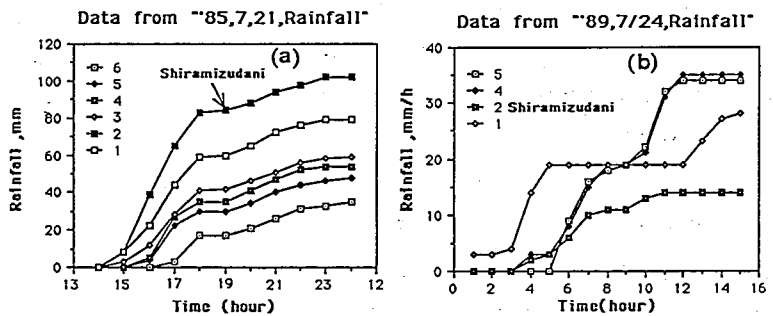 Data from "'85,7,21,Rainfall"
(a)
Rainfall ,mm
120
100
80
60
40
20
0
6
5
4
3
2
1
Shiramizudani
13 15 17 19 21 23 12
Time (hour)
Data from "'89,7/24,Rainfall"
(b)
Rainfall ,mm/h
40
30
20
10
0
5
4
2 Shiramizudani
1
0 2 4 6 8 10 12 14 16
Time(hour)